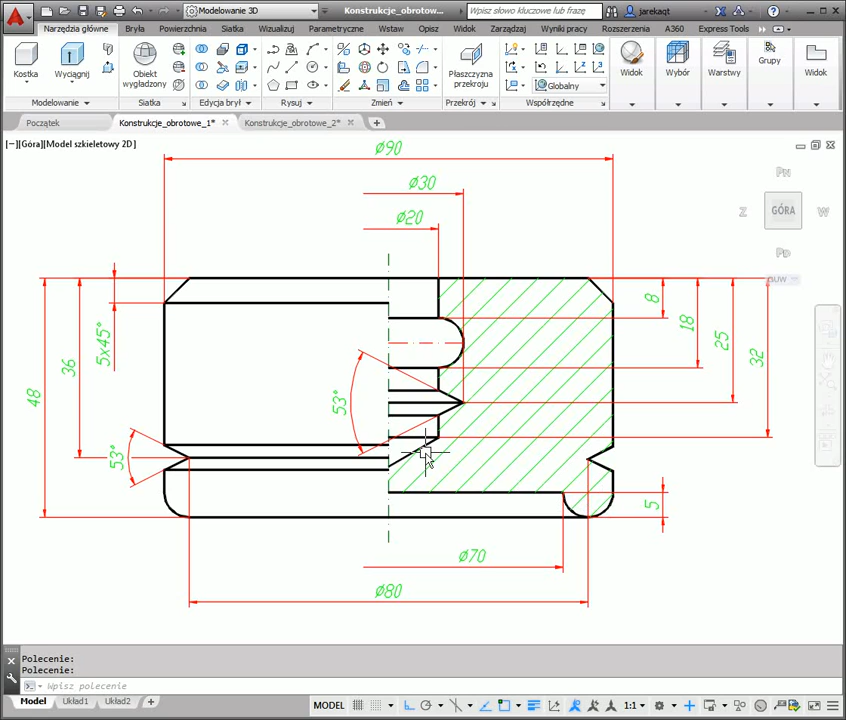 Modelowanie 3D
Konstrukcje_obrotow...
Wpisz słowo kluczowe lub frazę
jarekaqt
Narzędzia główne
Bryła
Powierzchnia
Siatka
Wizualizuj
Parametryczne
Wstaw
Opisz
Widok
Zarządzaj
Wyniki pracy
Rozszerzenia
A360
Express Tools
Kostka
Wyciągnij
Obiekt
wygładzony
Płaszczyzna
przekroju
Globalny
Widok
Wybór
Warstwy
Grupy
Widok
Modelowanie
Siatka
Edycja brył
Rysuj
Zmień
Przekrój
Współrzędne
Początek
Konstrukcje_obrotowe_1*
Konstrukcje_obrotowe_2*
[−][Góra][Model szkieletowy 2D]
Ø90
Ø30
Ø20
Pn
Z
GÓRA
W
Pd
8
18
25
32
5x45°
36
48
53°
53°
5
Ø70
Ø80
Polecenie:
Polecenie:
Wpisz polecenie
Model
Układ1
Układ2
MODEL
1:1